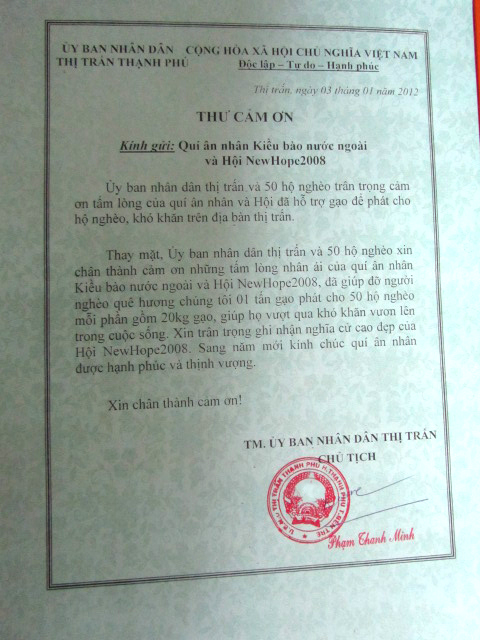 ỦY BAN NHÂN DÂN CỘNG HÒA XÃ HỘI CHỦ NGHĨA VIỆT NAM
THỊ TRẤN THẠNH PHÚ Độc lập – Tự do – Hạnh phúc
Thị trấn, ngày 03 tháng 01 năm 2012
THƯ CẢM ƠN
Kính gửi: Quí ân nhân Kiều bào nước ngoài
và Hội NewHope2008
Ủy ban nhân dân thị trấn và 50 hộ nghèo trân trọng cảm
ơn tấm lòng của quí ân nhân và Hội đã hỗ trợ gạo để phát cho
hộ nghèo, khó khăn trên địa bàn thị trấn.
Thay mặt, Ủy ban nhân dân thị trấn và 50 hộ nghèo xin
chân thành cảm ơn những tấm lòng nhân ái của quí ân nhân
Kiều bào nước ngoài và Hội NewHope2008, đã giúp đỡ người
nghèo quê hương chúng tôi 01 tấn gạo phát cho 50 hộ nghèo
mỗi phần gồm 20kg gạo, giúp họ vượt qua khó khăn vươn lên
trong cuộc sống. Xin trân trọng ghi nhận nghĩa cử cao đẹp của
Hội NewHope2008. Sang năm mới kính chúc quí ân nhân
được hạnh phúc và thịnh vượng.
Xin chân thành cảm ơn!
TM. ỦY BAN NHÂN DÂN THỊ TRẤN
CHỦ TỊCH
U.B.N.D THỊ TRẤN THẠNH PHÚ H.THẠNH PHÚ T.BẾN TRE
Phạm Thanh Minh